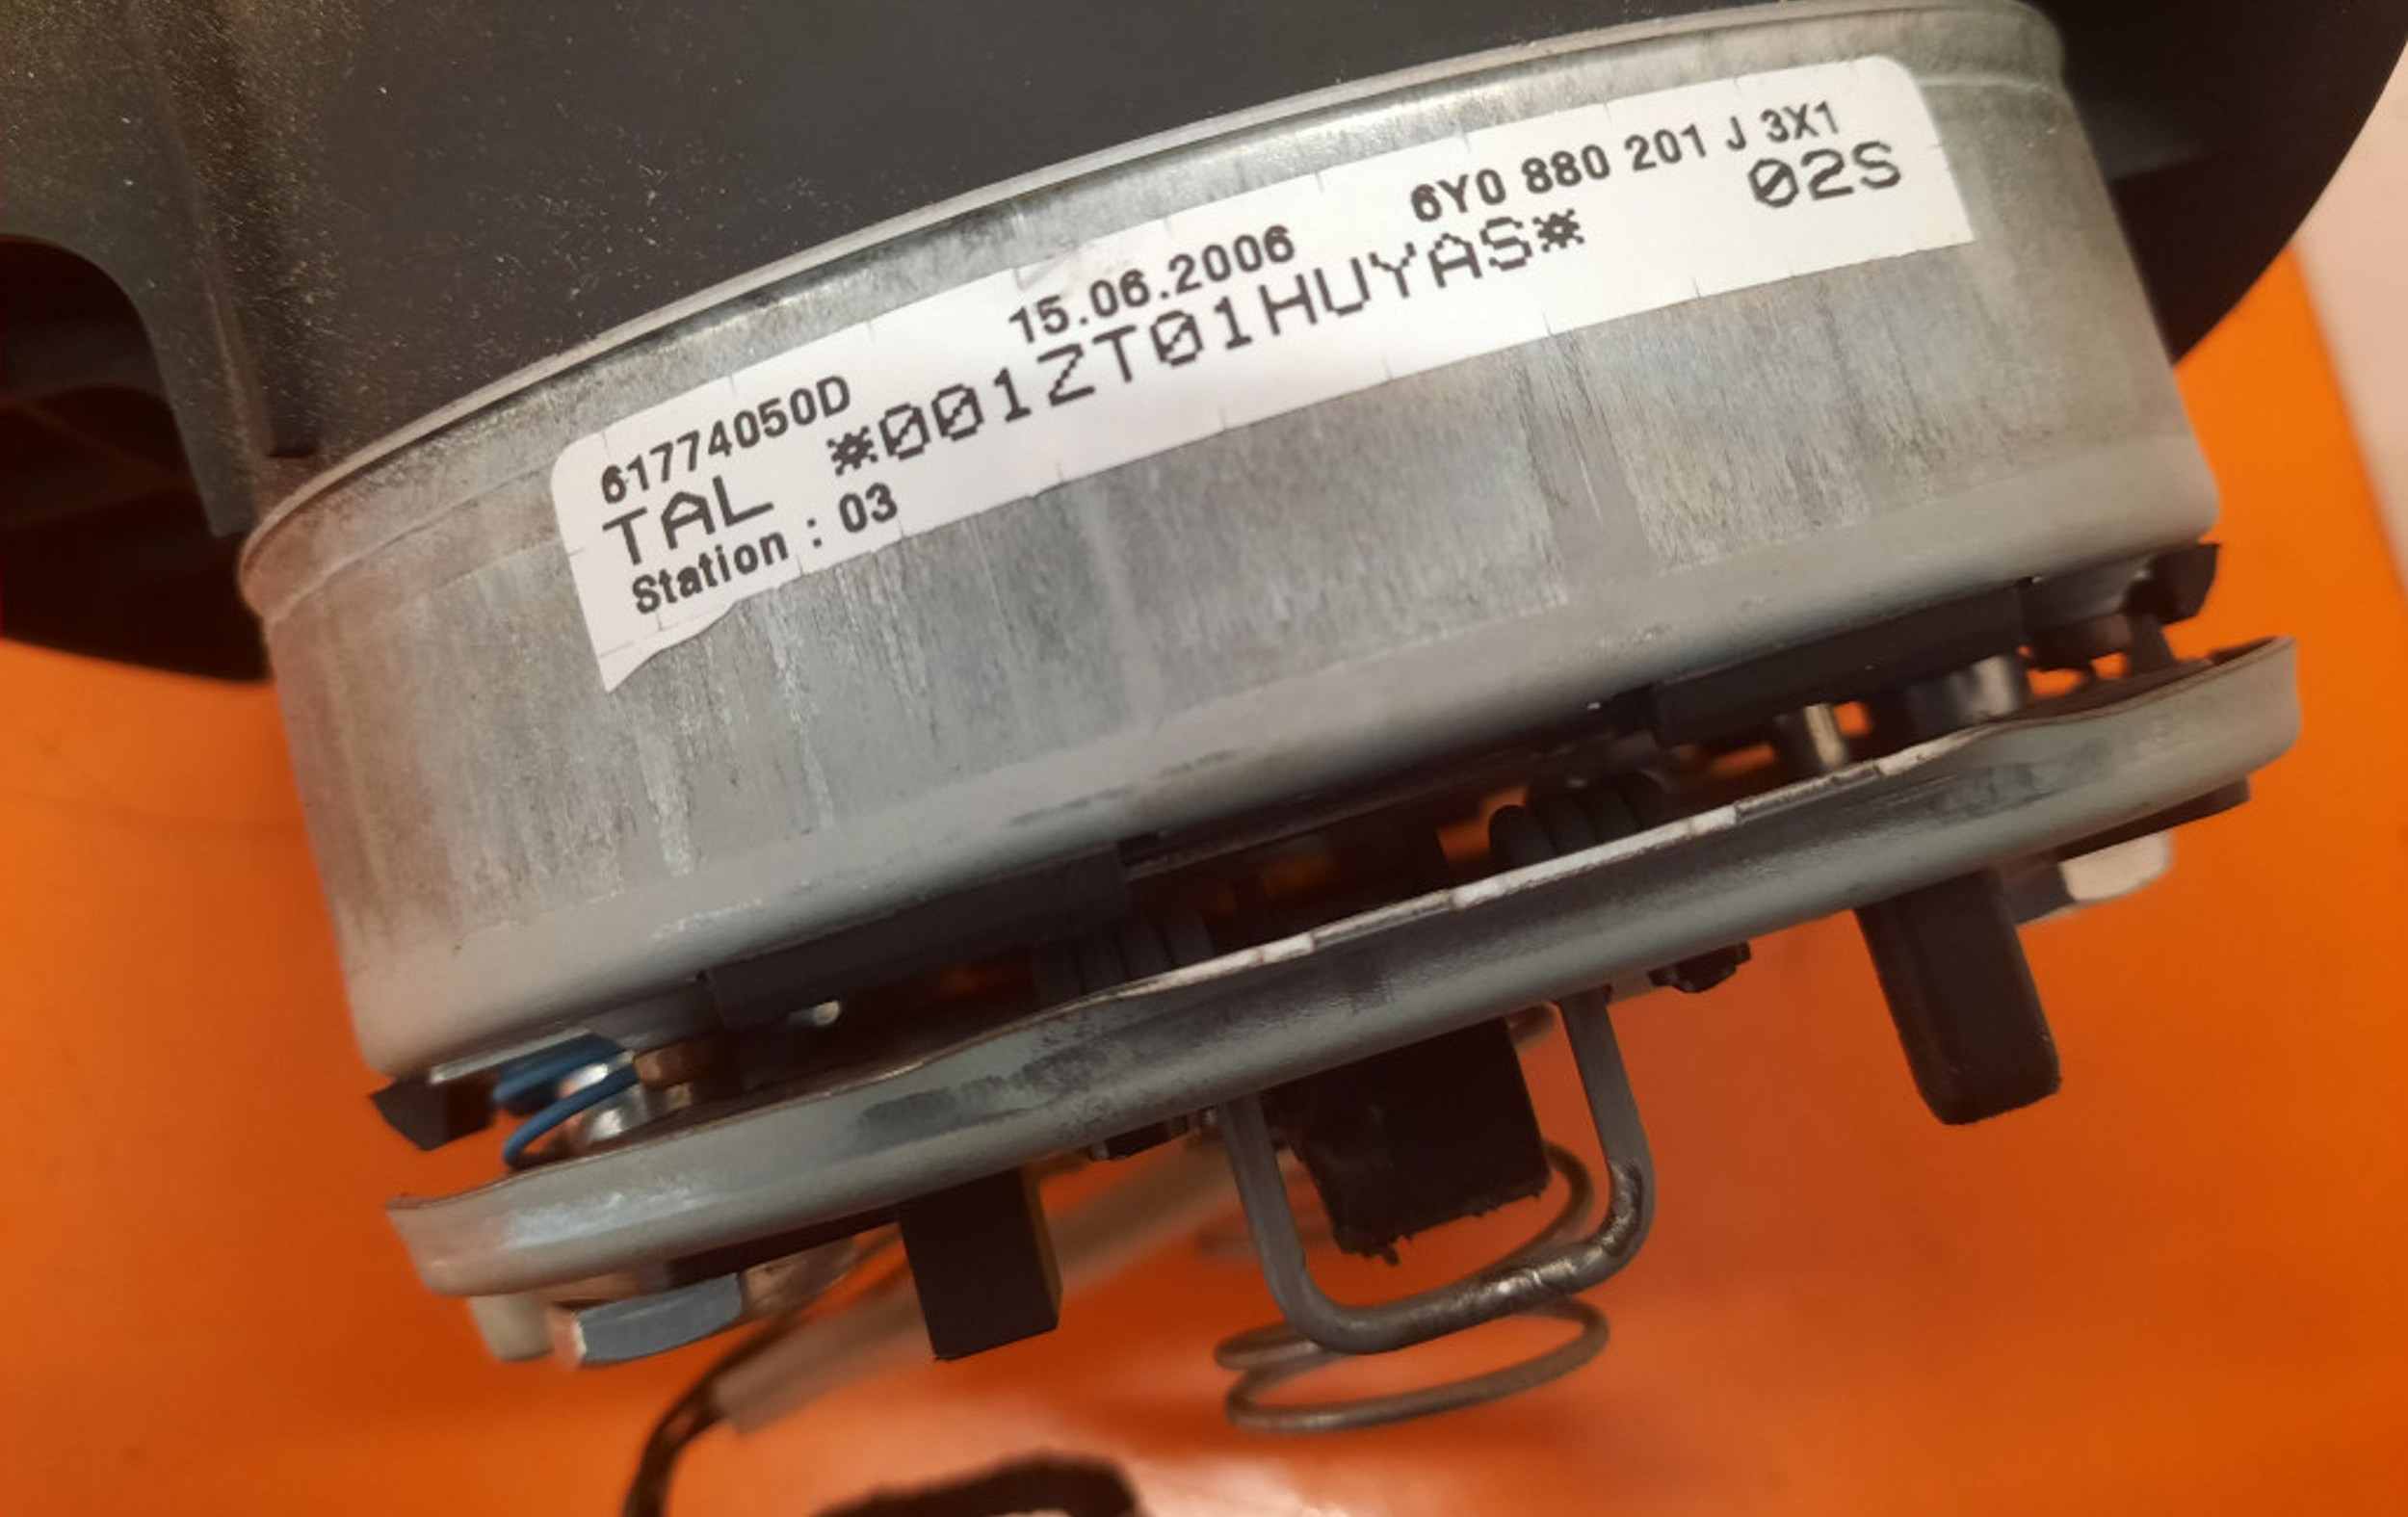 61774050D 15.06.2006 6Y0 880 201 J 3X1
TAL *001ZT01HUYAS* 02S
Station : 03